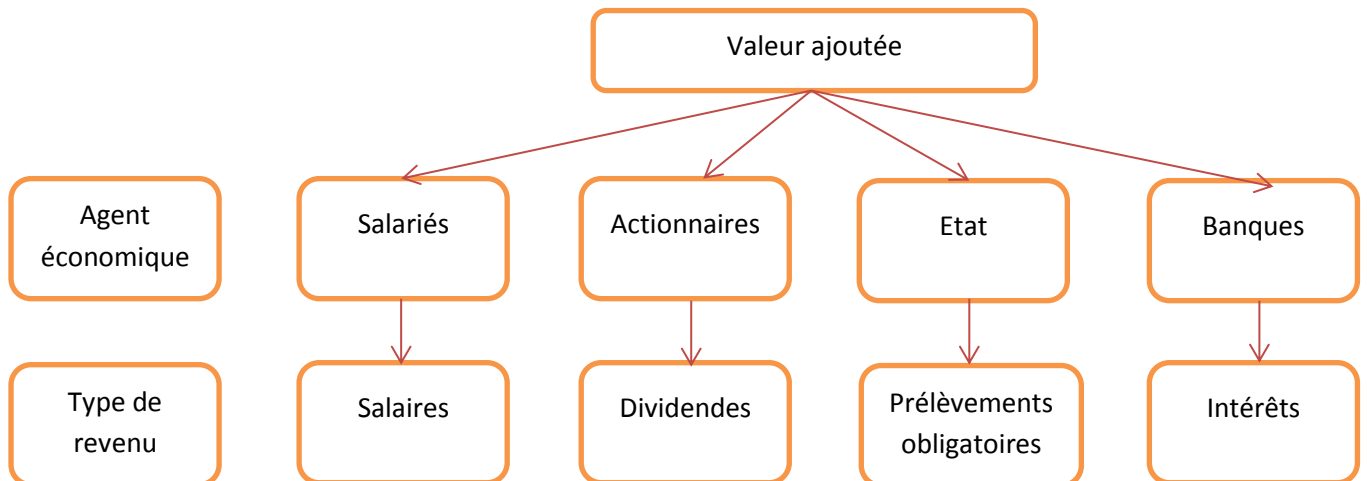 Valeur ajoutée
Agent
économique
Salariés
Actionnaires
Etat
Banques
Type de
revenu
Salaires
Dividendes
Prélèvements
obligatoires
Intérêts